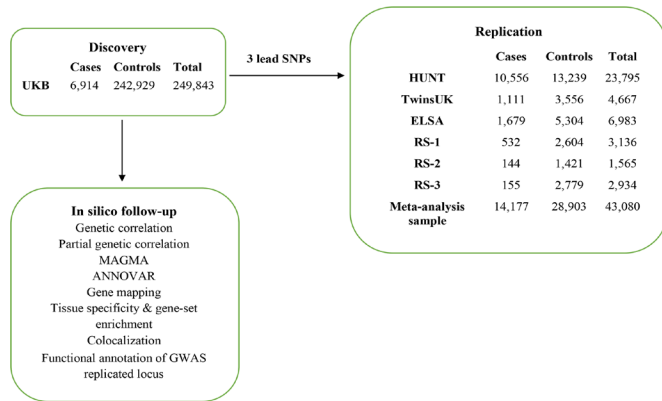 Discovery
Cases Controls Total
UKB 6,914 242,929 249,843
3 lead SNPs
Replication
Cases Controls Total
HUNT 10,556 13,239 23,795
TwinsUK 1,111 3,556 4,667
ELSA 1,679 5,304 6,983
RS-1 532 2,604 3,136
RS-2 144 1,421 1,565
RS-3 155 2,779 2,934
Meta-analysis 14,177 28,903 43,080
sample
In silico follow-up
Genetic correlation
Partial genetic correlation
MAGMA
ANNOVAR
Gene mapping
Tissue specificity & gene-set
enrichment
Colocalization
Functional annotation of GWAS
replicated locus